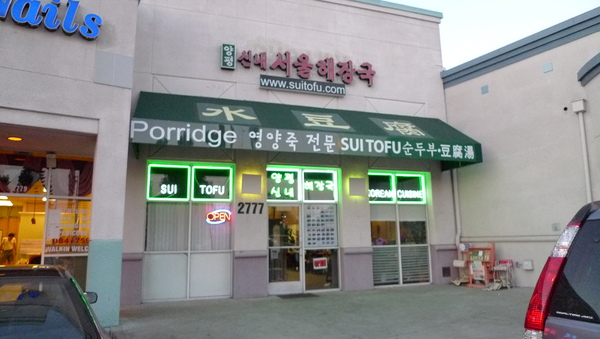 Nails
양평 신내 서울해장국
www.suitofu.com
水豆腐
Porridge 영양죽 전문 SUI TOFU 순두부·豆腐湯
SUI TOFU
양평 해장국
신내
KOREAN CUISINE
OPEN
2777
WALKIN WELC